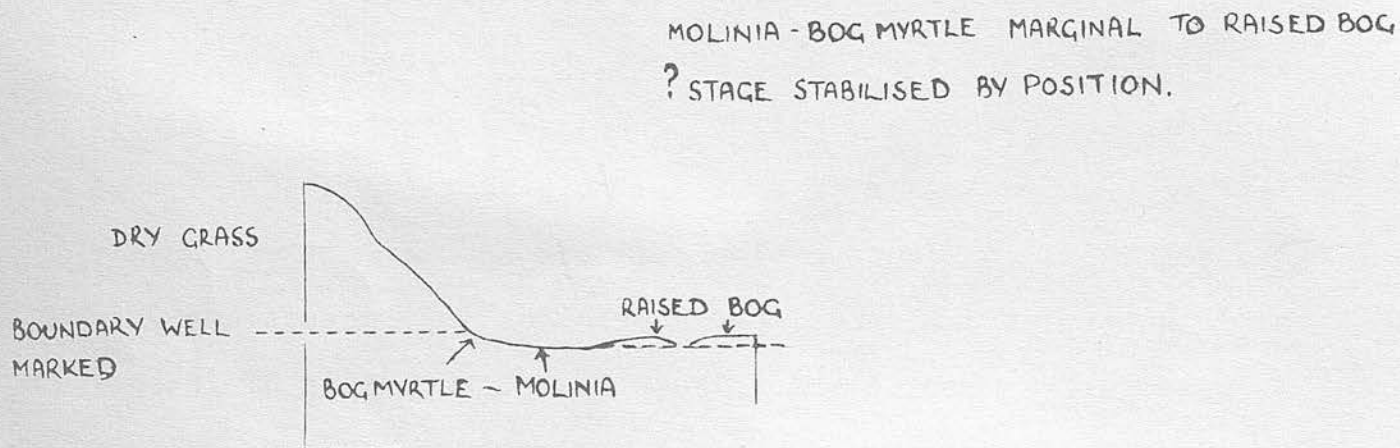 MOLINIA - BOG MYRTLE MARGINAL TO RAISED BOG
? STAGE STABILISED BY POSITION.
DRY GRASS
RAISED BOG
BOUNDARY WELL
MARKED
BOG MYRTLE ~ MOLINIA